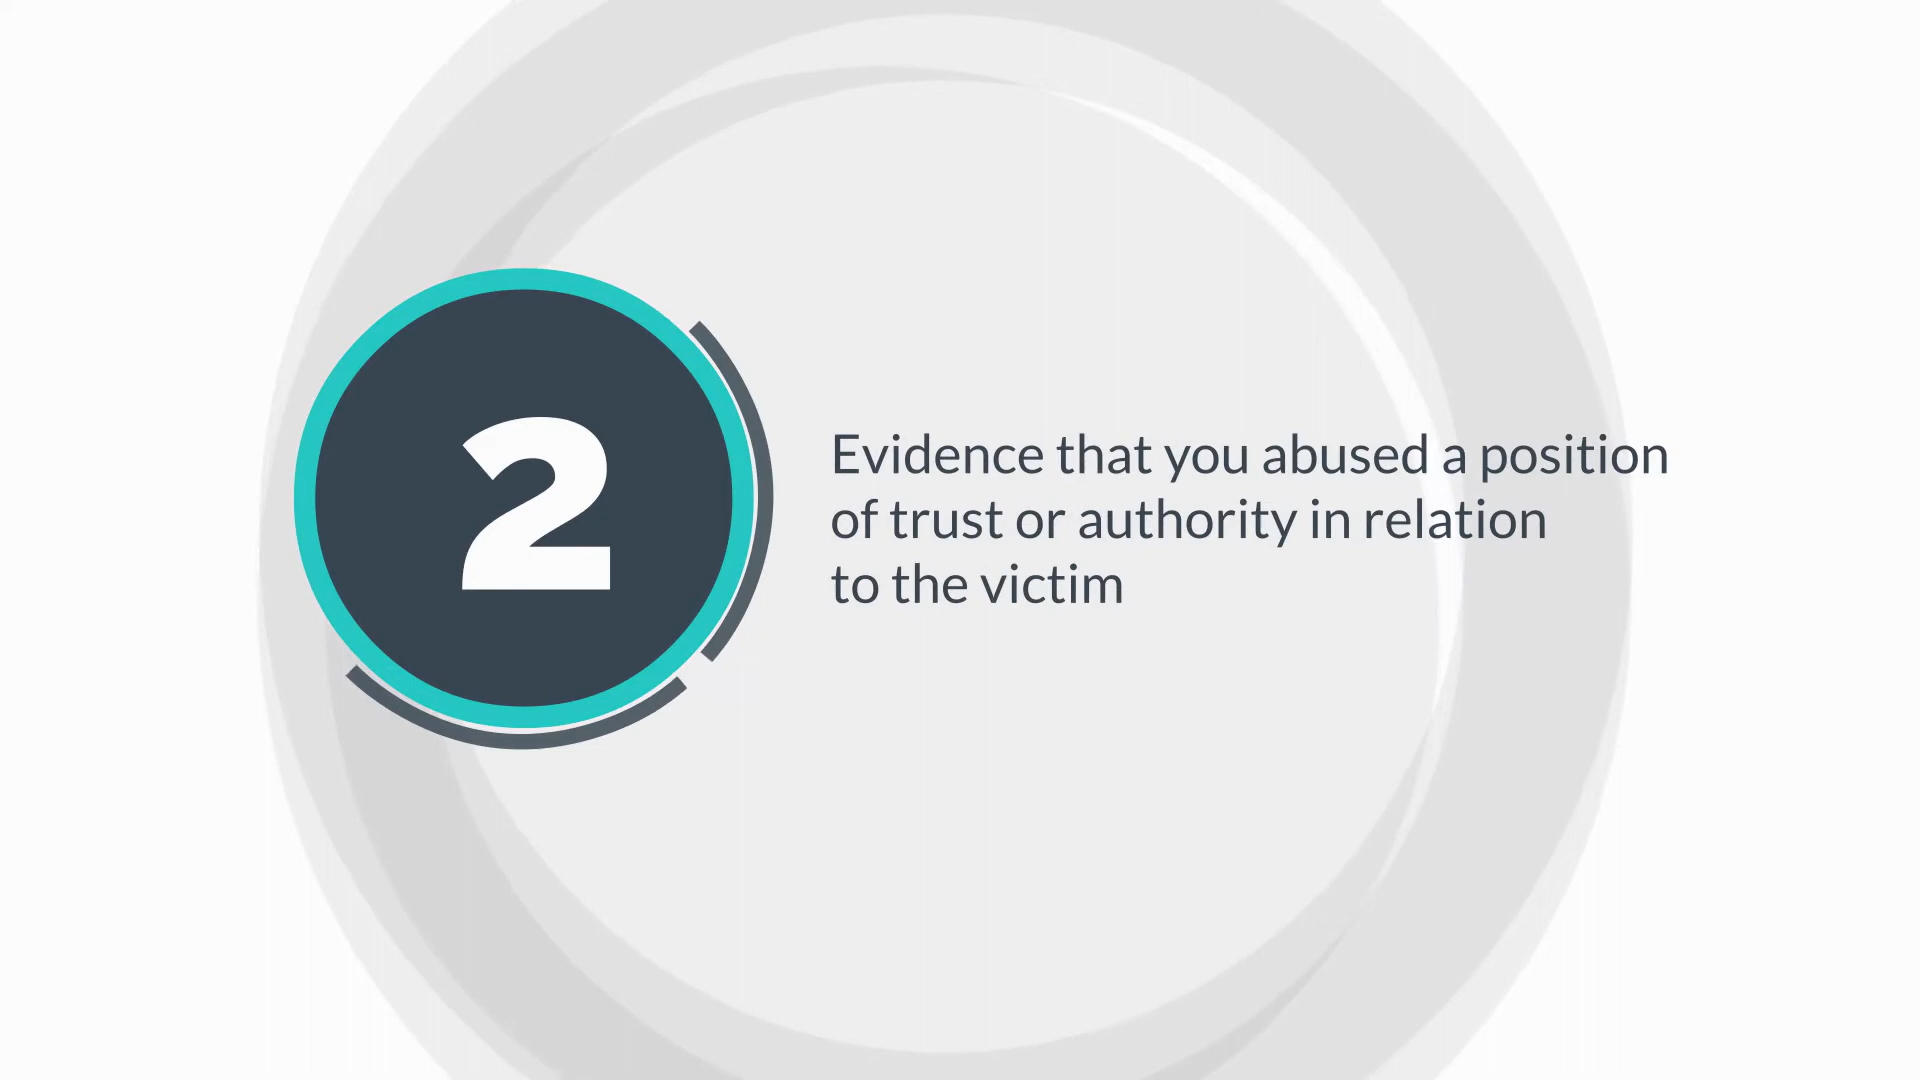 2
Evidence that you abused a position
of trust or authority in relation
to the victim